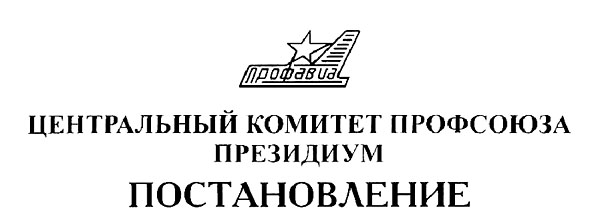 профавиа
ЦЕНТРАЛЬНЫЙ КОМИТЕТ ПРОФСОЮЗА
ПРЕЗИДИУМ
ПОСТАНОВЛЕНИЕ